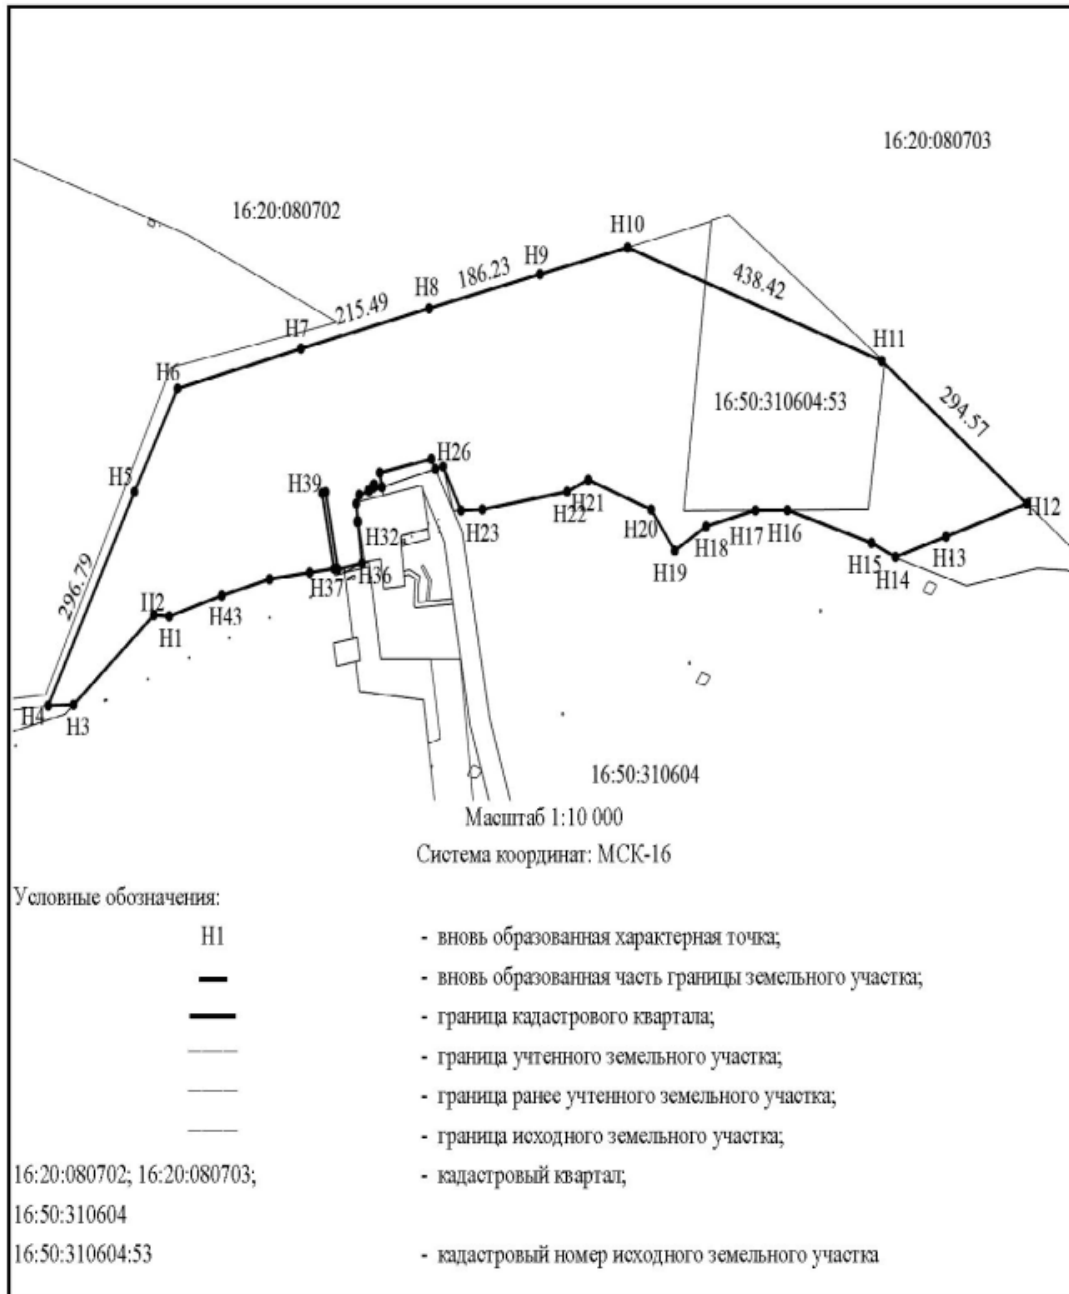 16:20:080703
16:20:080702
Н10
Н9
186.23
Н8
438.42
215.49
Н7
Н11
Н6
16:50:310604:53
294.57
Н26
Н5
Н39
Н21
Н22
Н12
Н23
Н20
Н17
Н16
Н32
Н18
Н13
Н15
Н19
Н14
Н36
Н37
296.79
Н43
Н1
Н4
Н3
16:50:310604
Масштаб 1:10 000
Система координат: МСК-16
Условные обозначения:
Н1 - вновь образованная характерная точка;
- вновь образованная часть границы земельного участка;
- граница кадастрового квартала;
- граница учтенного земельного участка;
- граница ранее учтенного земельного участка;
- граница исходного земельного участка;
16:20:080702; 16:20:080703; - кадастровый квартал;
16:50:310604
16:50:310604:53 - кадастровый номер исходного земельного участка